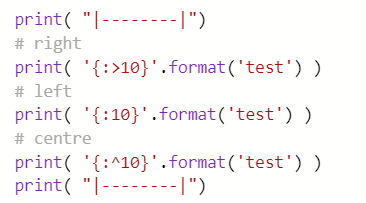 print( "|--------|")
# right
print( '{:>10}'.format('test') )
# left
print( '{:10}'.format('test') )
# centre
print( '{:^10}'.format('test') )
print( "|--------|")